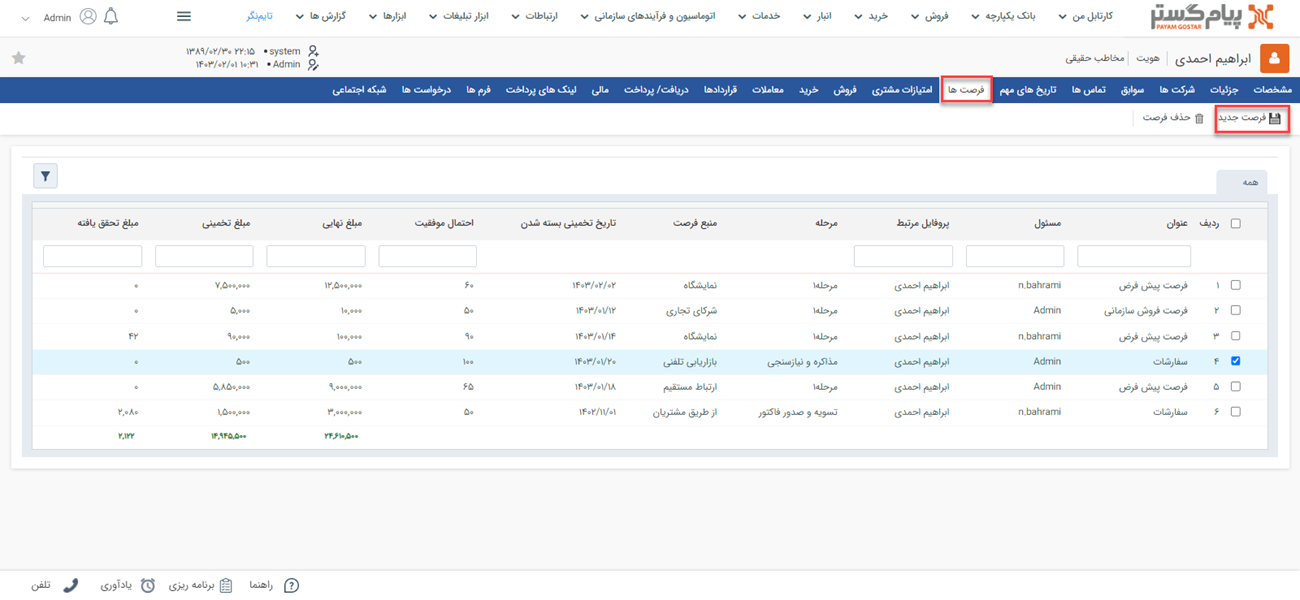 پیام گستر
PAYAM GOSTAR
کارتابل من
بانک یکپارچه
فروش
خرید
انبار
خدمات
ارتباطات
اتوماسیون و فرآیندهای سازمانی
ابزار تبلیغات
ابزارها
گزارش ها
تایم‌نگر
Admin
ابراهیم احمدی
هویت
مخاطب حقیقی
system • ۱۳۸۹/۰۲/۳۰ ۲۲:۱۵
Admin • ۱۴۰۳/۰۲/۰۱ ۱۰:۳۱
مشخصات جزئیات شرکت ها سوابق تماس ها تاریخ های مهم فرصت ها امتیازات مشتری فروش خرید معاملات قراردادها دریافت/ پرداخت مالی لینک های پرداخت فرم ها درخواست ها شبکه اجتماعی
فرصت جدید
حذف فرصت
همه
ردیف عنوان مسئول پروفایل مرتبط مرحله منبع فرصت تاریخ تخمینی بسته شدن احتمال موفقیت مبلغ نهایی مبلغ تخمینی مبلغ تحقق یافته
۱ فرصت پیش فرض n.bahrami ابراهیم احمدی مرحله۱ نمایشگاه ۱۴۰۳/۰۲/۰۲ ۶۰ ۱۲,۵۰۰,۰۰۰ ۷,۵۰۰,۰۰۰ ۰
۲ فرصت فروش سازمانی Admin ابراهیم احمدی مرحله۱ شرکای تجاری ۱۴۰۳/۰۱/۱۲ ۵۰ ۱۰,۰۰۰ ۵,۰۰۰ ۰
۳ فرصت پیش فرض n.bahrami ابراهیم احمدی مرحله۱ نمایشگاه ۱۴۰۳/۰۱/۱۴ ۹۰ ۱۰۰,۰۰۰ ۹۰,۰۰۰ ۴۲
۴ سفارشات Admin ابراهیم احمدی مذاکره و نیازسنجی بازاریابی تلفنی ۱۴۰۳/۰۱/۲۰ ۱۰۰ ۵۰۰ ۵۰۰ ۰
۵ فرصت پیش فرض Admin ابراهیم احمدی مرحله۱ ارتباط مستقیم ۱۴۰۳/۰۱/۱۸ ۶۵ ۹,۰۰۰,۰۰۰ ۵,۸۵۰,۰۰۰ ۰
۶ سفارشات n.bahrami ابراهیم احمدی تسویه و صدور فاکتور از طریق مشتریان ۱۴۰۲/۱۱/۰۱ ۵۰ ۳,۰۰۰,۰۰۰ ۱,۵۰۰,۰۰۰ ۲,۰۸۰
۲۴,۶۱۰,۵۰۰ ۱۴,۹۴۵,۵۰۰ ۲,۱۲۲
راهنما
برنامه ریزی
یادآوری
تلفن